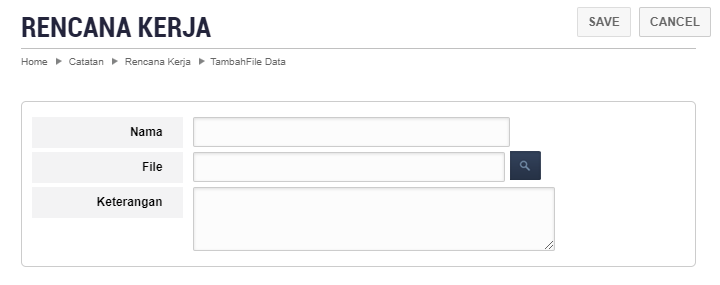 RENCANA KERJA
SAVE
CANCEL
Home Catatan Rencana Kerja TambahFile Data
Nama
File
Keterangan